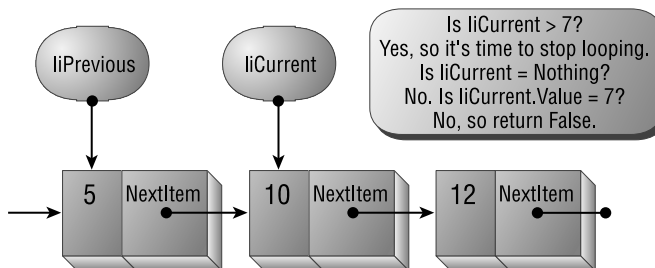 liPrevious
liCurrent
Is liCurrent > 7?
Yes, so it's time to stop looping.
Is liCurrent = Nothing?
No. Is liCurrent.Value = 7?
No, so return False.
5 NextItem
10 NextItem
12 NextItem